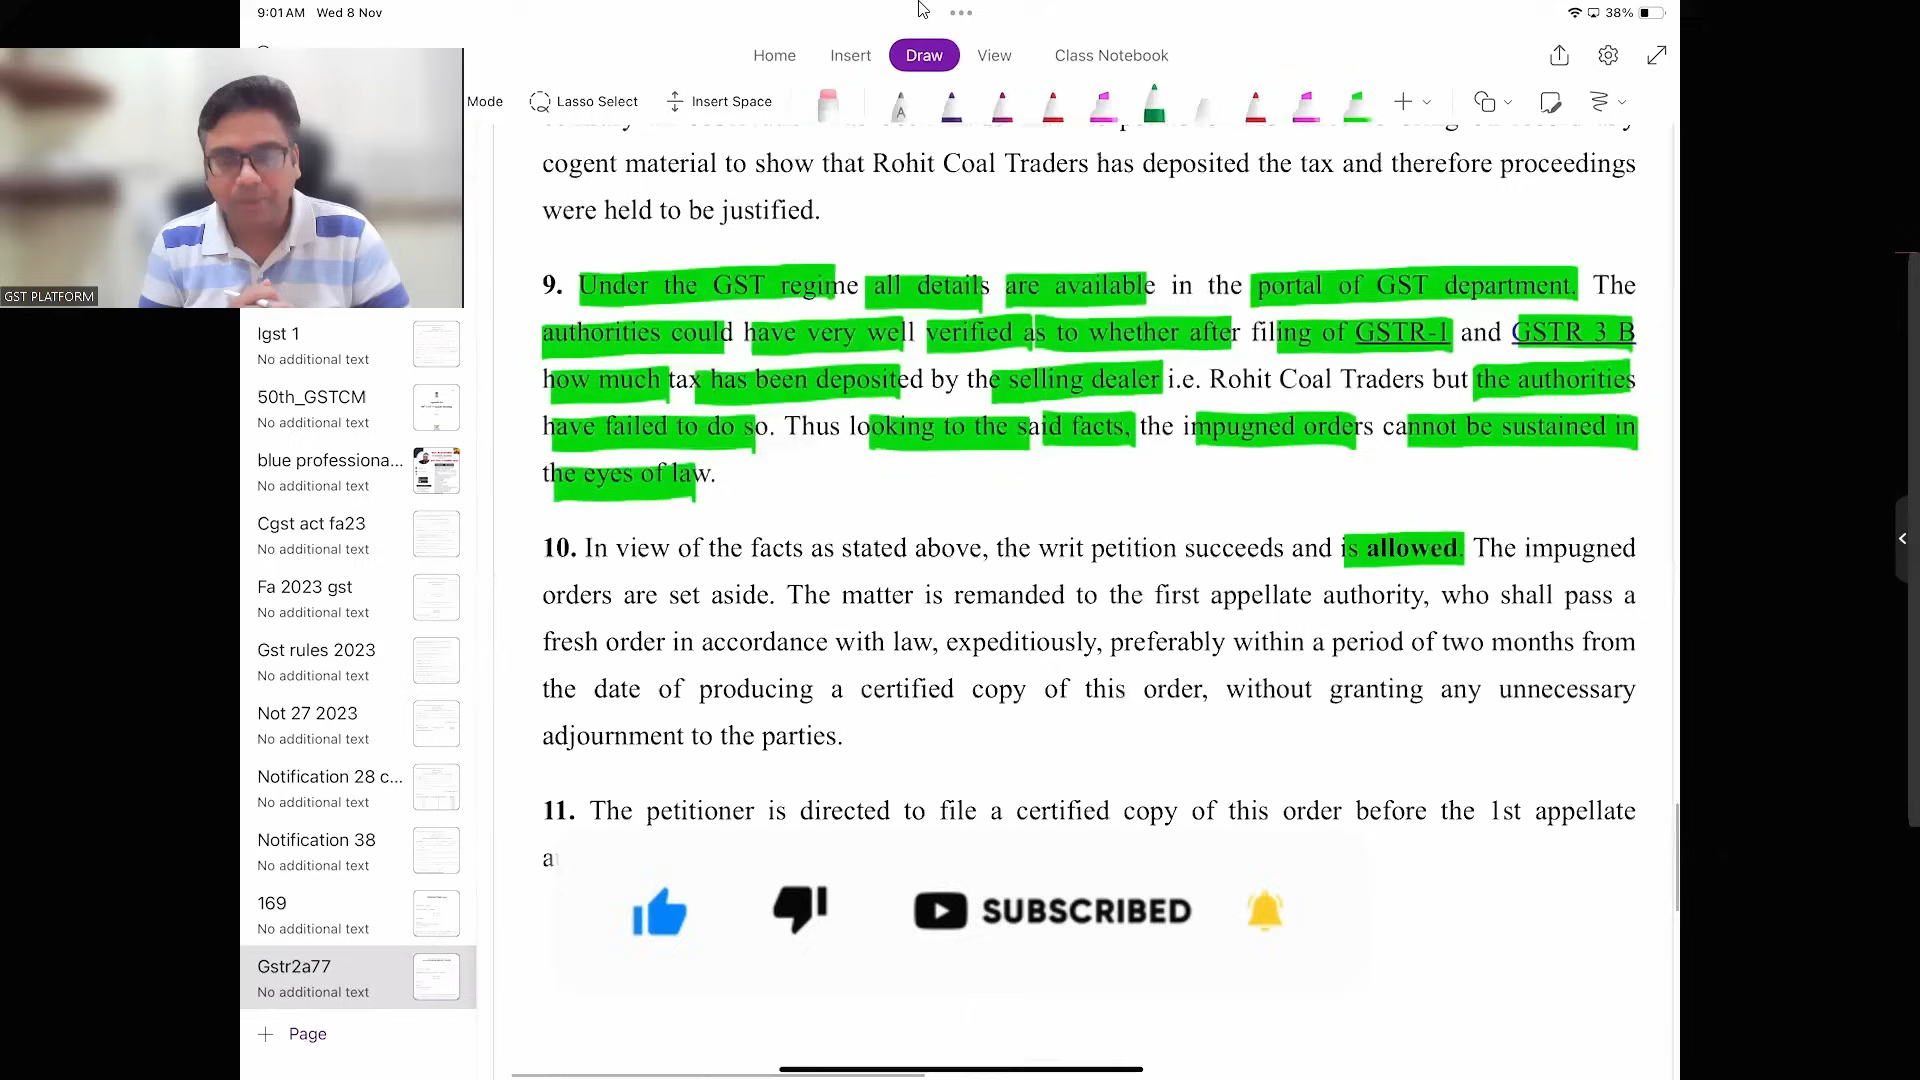 9:01 AM Wed 8 Nov
38%
Home Insert Draw View Class Notebook
Mode Lasso Select Insert Space
A
GST PLATFORM
cogent material to show that Rohit Coal Traders has deposited the tax and therefore proceedings
were held to be justified.
9. Under the GST regime all details are available in the portal of GST department. The
authorities could have very well verified as to whether after filing of GSTR-1 and GSTR 3 B
how much tax has been deposited by the selling dealer i.e. Rohit Coal Traders but the authorities
have failed to do so. Thus looking to the said facts, the impugned orders cannot be sustained in
the eyes of law.
10. In view of the facts as stated above, the writ petition succeeds and is allowed. The impugned
orders are set aside. The matter is remanded to the first appellate authority, who shall pass a
fresh order in accordance with law, expeditiously, preferably within a period of two months from
the date of producing a certified copy of this order, without granting any unnecessary
adjournment to the parties.
11. The petitioner is directed to file a certified copy of this order before the 1st appellate
SUBSCRIBED
Igst 1
No additional text
50th_GSTCM
No additional text
blue professiona...
No additional text
Cgst act fa23
No additional text
Fa 2023 gst
No additional text
Gst rules 2023
No additional text
Not 27 2023
No additional text
Notification 28 c...
No additional text
Notification 38
No additional text
169
No additional text
Gstr2a77
No additional text
+ Page